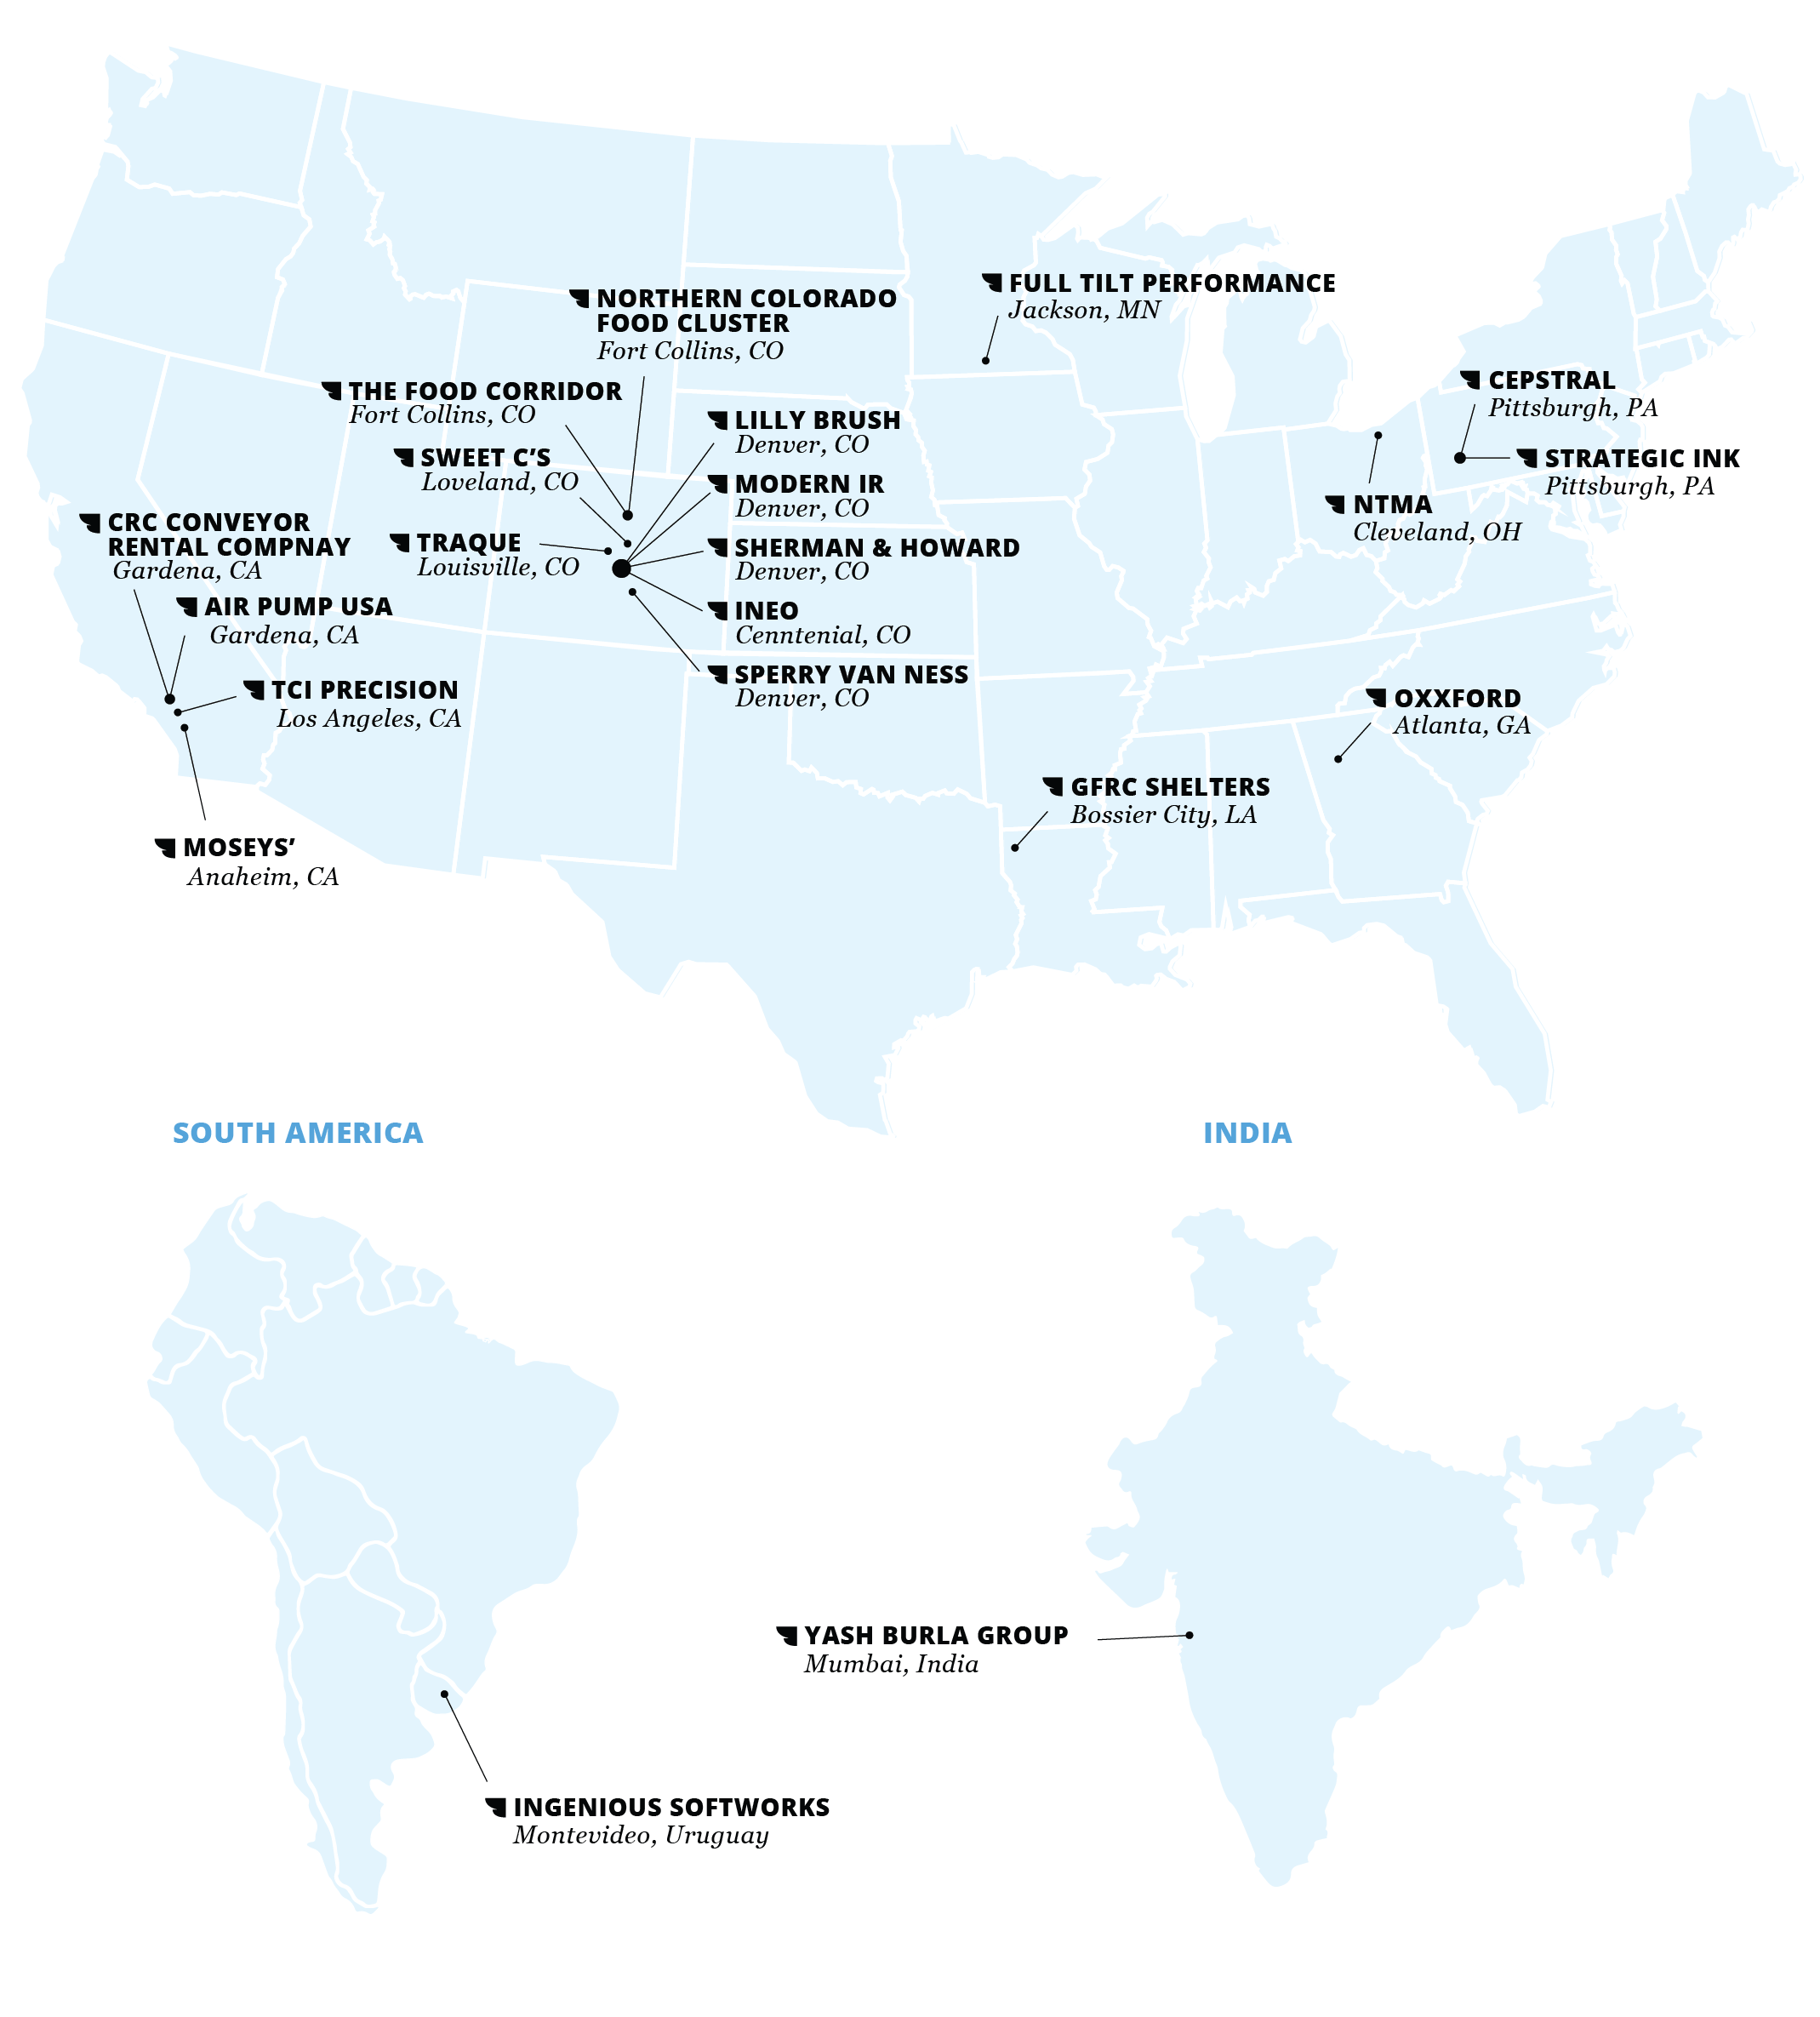 FULL TILT PERFORMANCE
Jackson, MN
NORTHERN COLORADO
FOOD CLUSTER
Fort Collins, CO
THE FOOD CORRIDOR
Fort Collins, CO
LILLY BRUSH
Denver, CO
CEPSTRAL
Pittsburgh, PA
SWEET C’S
Loveland, CO
MODERN IR
Denver, CO
STRATEGIC INK
Pittsburgh, PA
NTMA
Cleveland, OH
CRC CONVEYOR
RENTAL COMPNAY
Gardena, CA
TRAQUE
Louisville, CO
SHERMAN & HOWARD
Denver, CO
AIR PUMP USA
Gardena, CA
INEO
Cenntenial, CO
TCI PRECISION
Los Angeles, CA
SPERRY VAN NESS
Denver, CO
OXXFORD
Atlanta, GA
GFRC SHELTERS
Bossier City, LA
MOSEYS’
Anaheim, CA
SOUTH AMERICA
INDIA
YASH BURLA GROUP
Mumbai, India
INGENIOUS SOFTWORKS
Montevideo, Uruguay